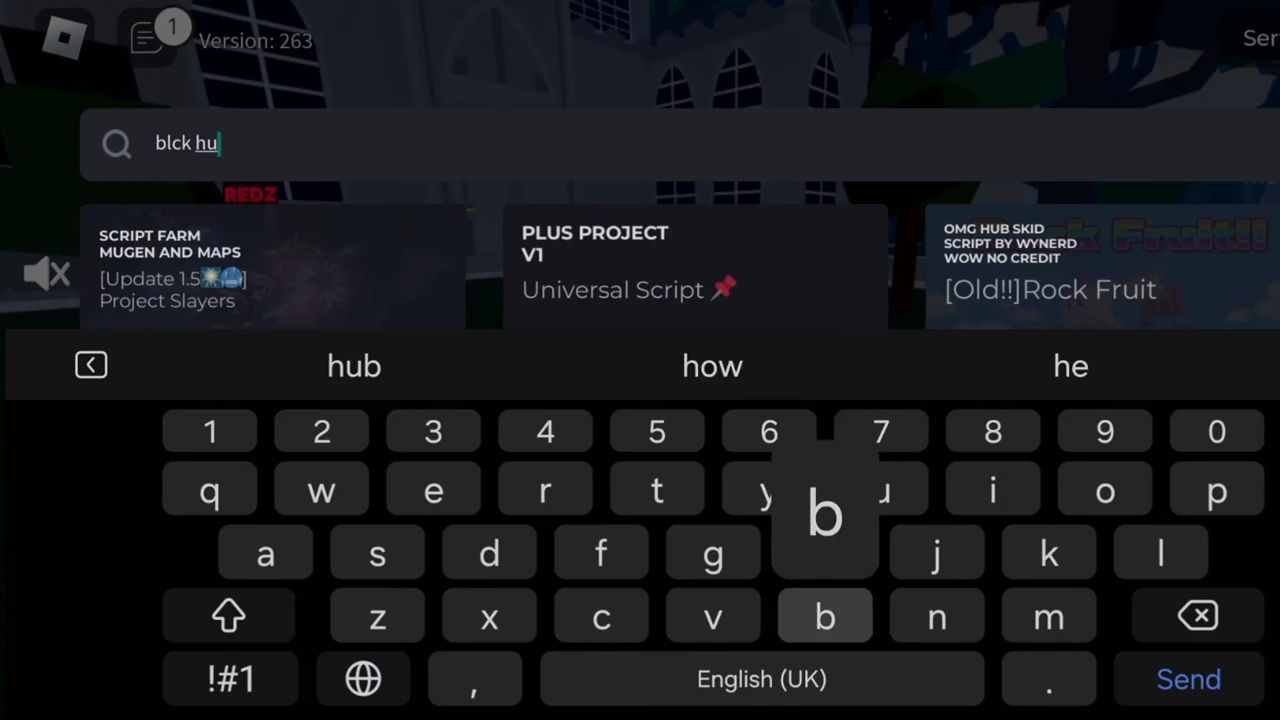 1
Version: 263
Ser
blck hu
REDZ
SCRIPT FARM
MUGEN AND MAPS
[Update 1.5
Project Slayers
PLUS PROJECT
V1
Universal Script 📌
OMG HUB SKID
SCRIPT BY WYNERD
WOW NO CREDIT
[Old!!]Rock Fruit
hub how he
1 2 3 4 5 6 7 8 9 0
q w e r t y u i o p
b
a s d f g j k l
z x c v b n m
!#1 , English (UK) . Send